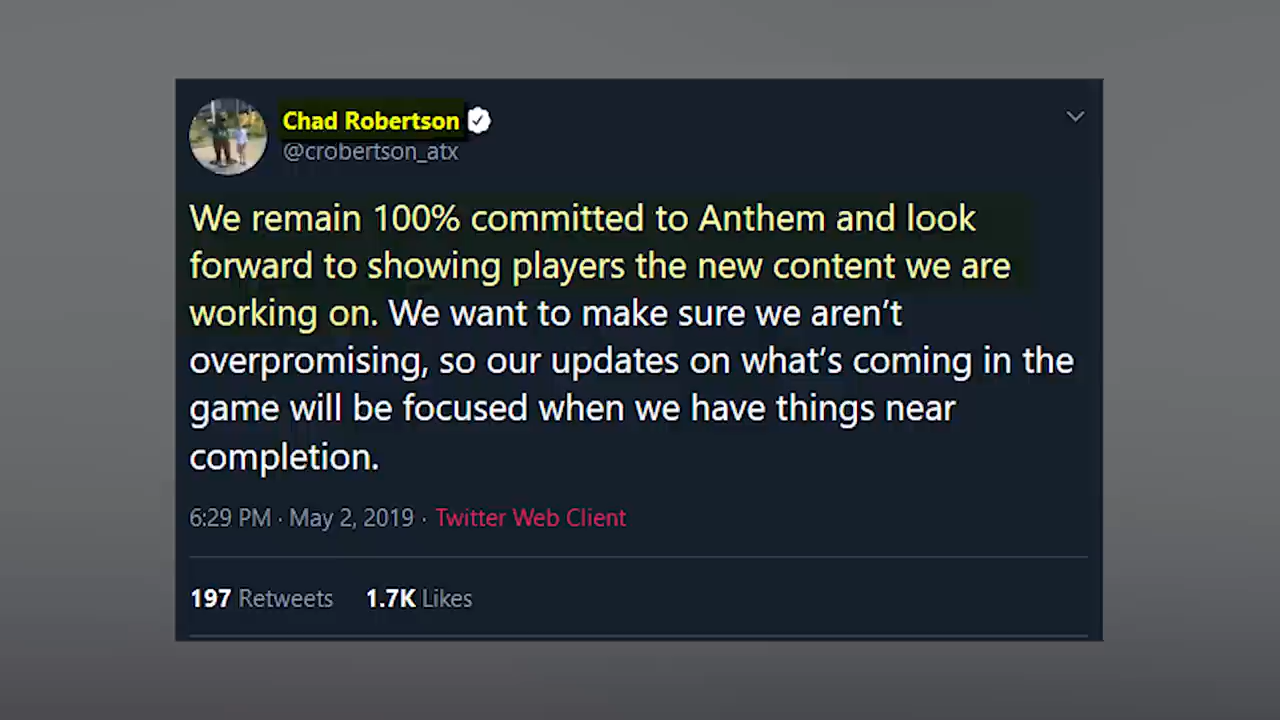 Chad Robertson
@crobertson_atx
We remain 100% committed to Anthem and look
forward to showing players the new content we are
working on. We want to make sure we aren’t
overpromising, so our updates on what’s coming in the
game will be focused when we have things near
completion.
6:29 PM · May 2, 2019 · Twitter Web Client
197 Retweets 1.7K Likes